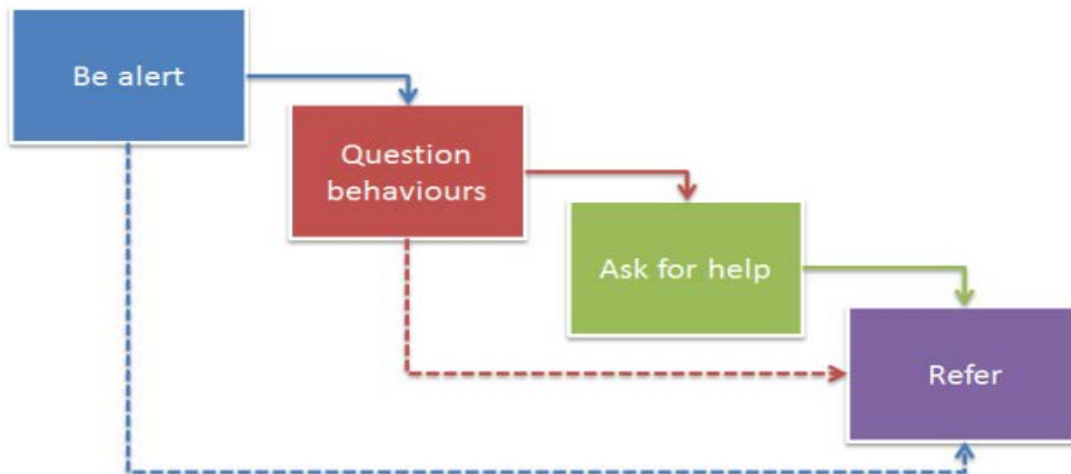 Be alert
Question
behaviours
Ask for help
Refer